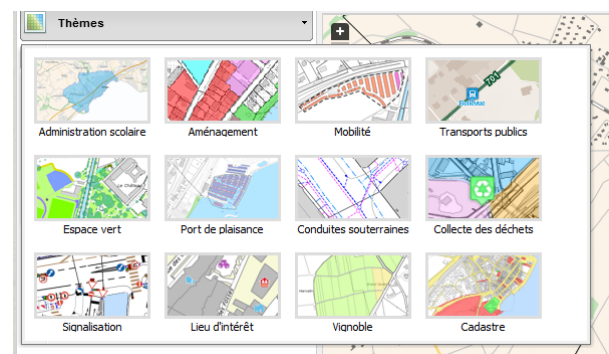 Thèmes
Administration scolaire
Aménagement
Mobilité
Transports publics
Espace vert
Port de plaisance
Conduites souterraines
Collecte des déchets
Signalisation
Lieu d'intérêt
Vignoble
Cadastre